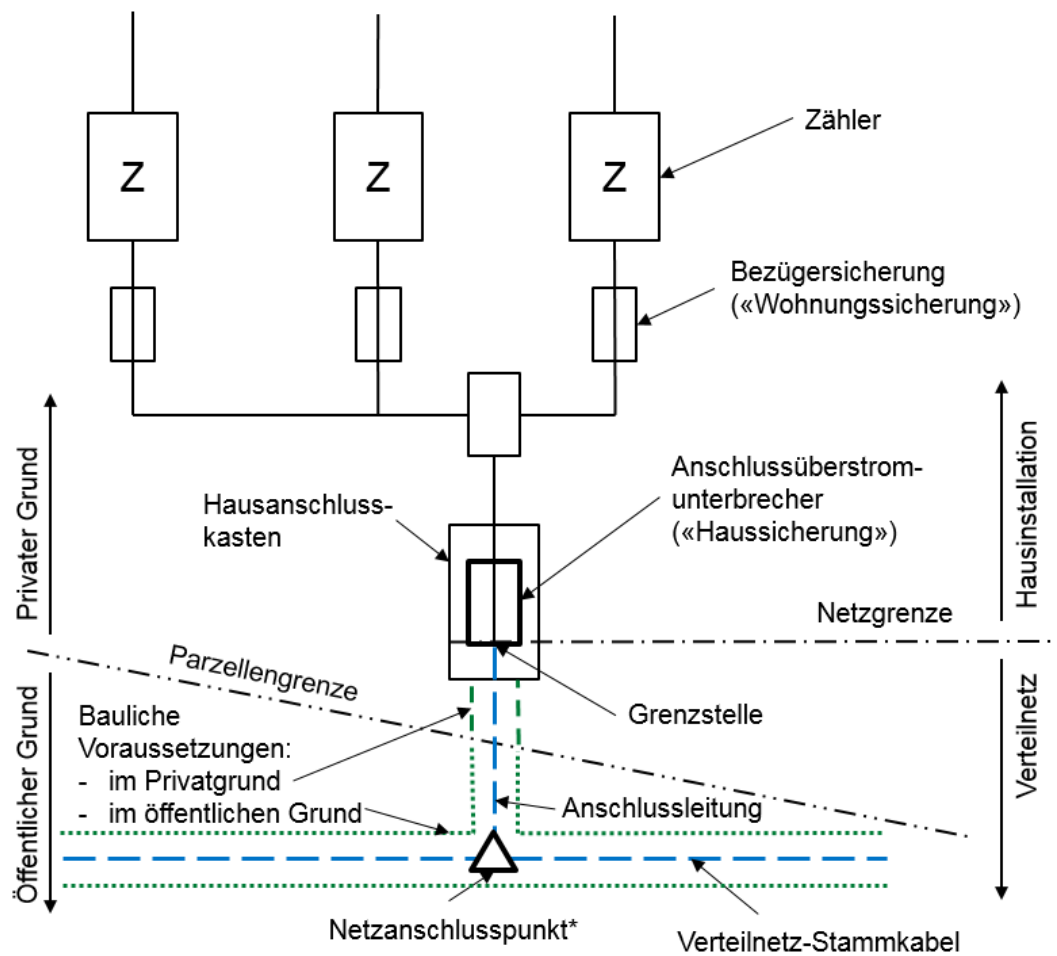 Z
Z
Z
Zähler
Bezügersicherung
(«Wohnungssicherung»)
Privater Grund
Hausinstallation
Hausanschluss-
kasten
Anschlussüberstrom-
unterbrecher
(«Haussicherung»)
Netzgrenze
Parzellengrenze
Öffentlicher Grund
Verteilnetz
Bauliche
Voraussetzungen:
- im Privatgrund
- im öffentlichen Grund
Grenzstelle
Anschlussleitung
Netzanschlusspunkt*
Verteilnetz-Stammkabel